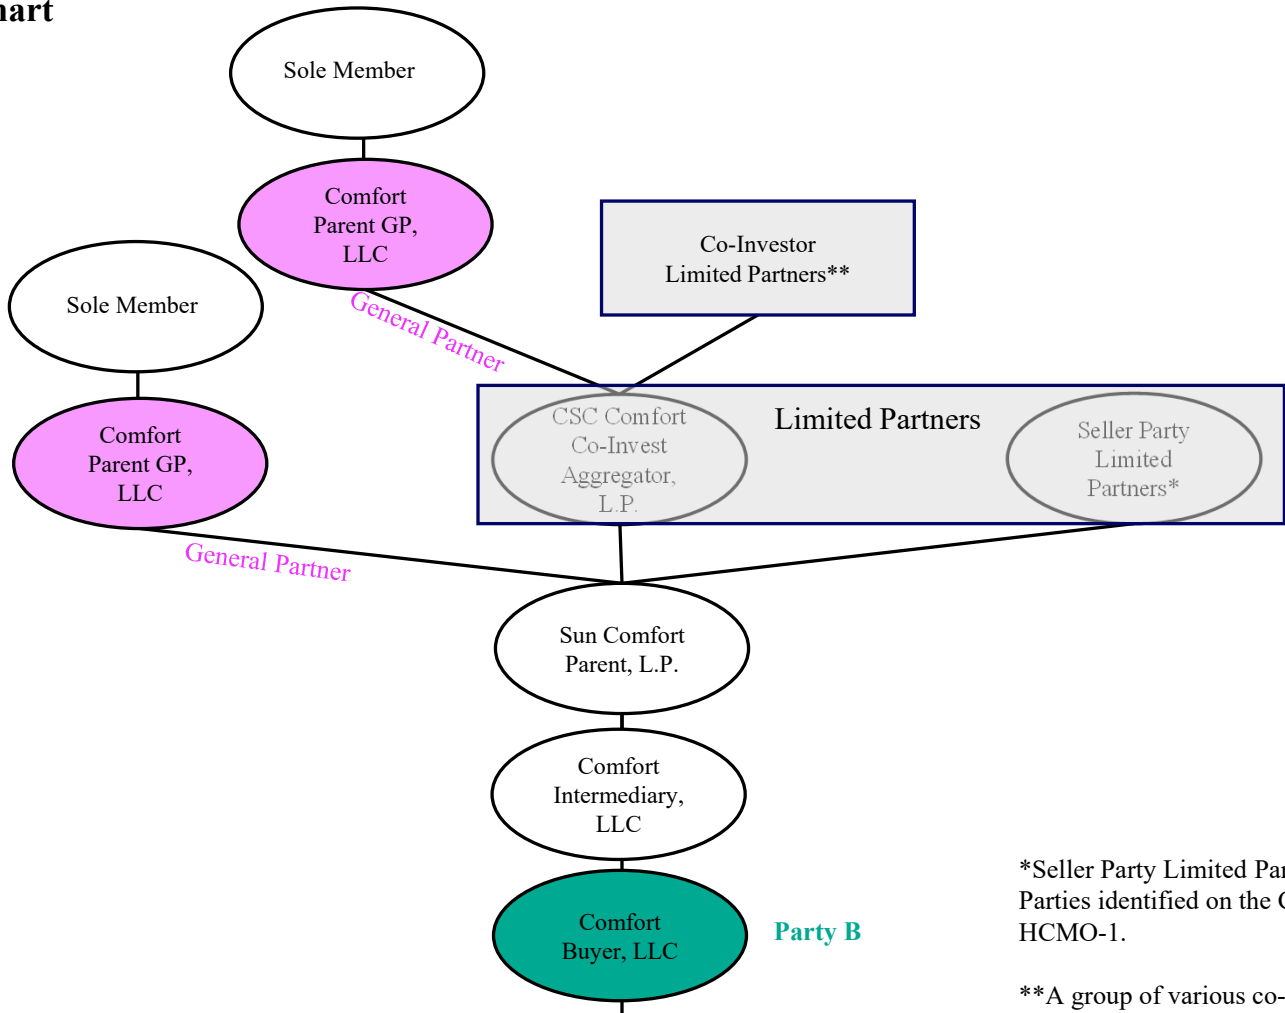 Sole Member
Comfort
Parent GP,
LLC
General Partner
Co-Investor
Limited Partners**
Sole Member
Comfort
Parent GP,
LLC
General Partner
Limited Partners
CSC Comfort
Co-Invest
Aggregator,
L.P.
Seller Party
Limited
Partners*
Sun Comfort
Parent, L.P.
Comfort
Intermediary,
LLC
Comfort
Buyer, LLC
Party B
*Seller Party Limited
Parties identified on the
HCMO-1.
**A group of various co-